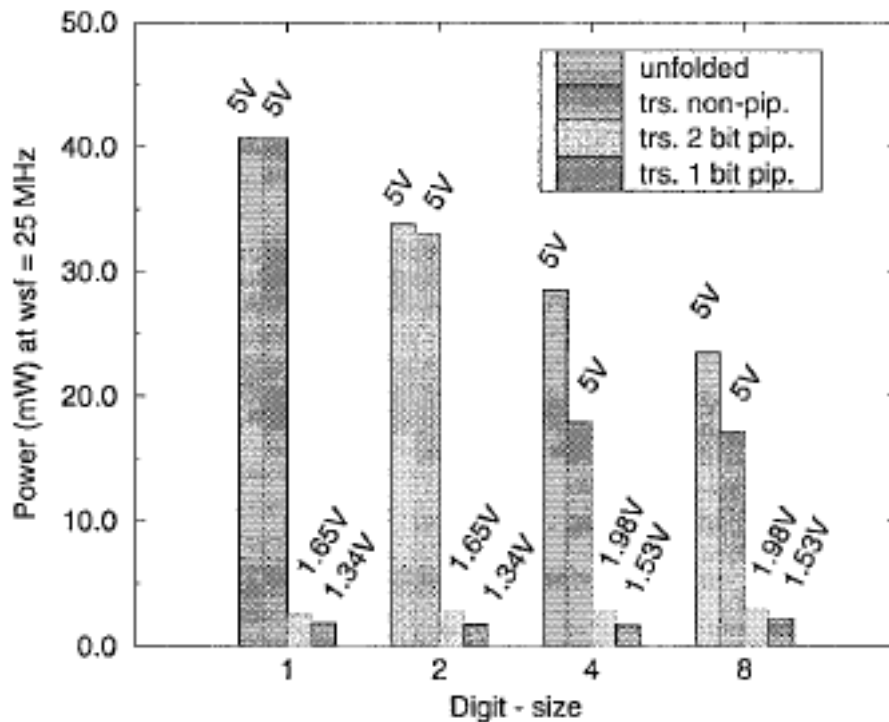 50.0
40.0
30.0
20.0
10.0
0.0
Power (mW) at wsf = 25 MHz
unfolded
trs. non-pip.
trs. 2 bit pip.
trs. 1 bit pip.
5V 5V
5V 5V
5V
5V
5V
5V
1.65V
1.34V
1.65V
1.34V
1.98V
1.53V
1.98V
1.53V
1 2 4 8
Digit - size